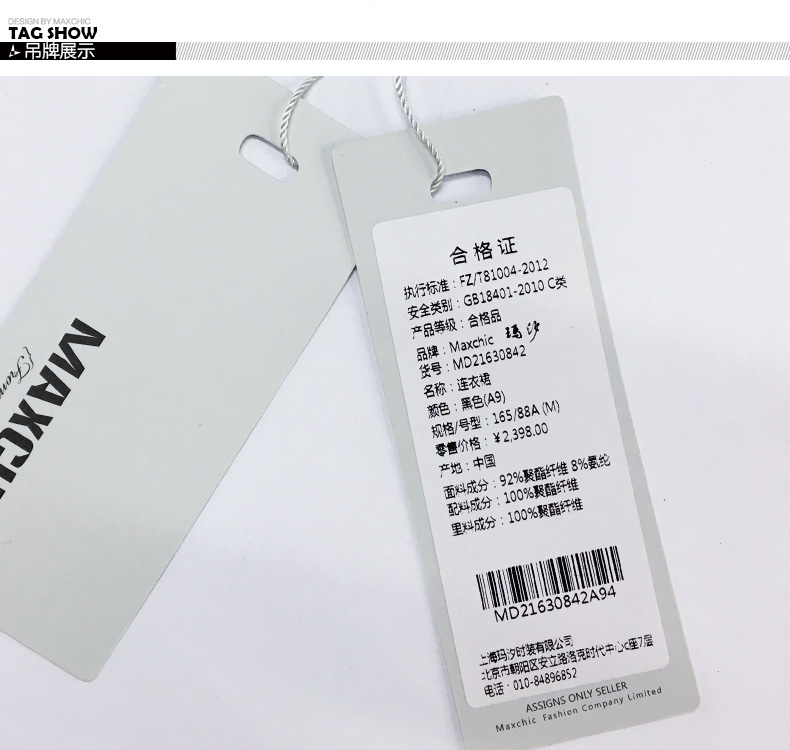 DESIGN BY MAXCHIC
TAG SHOW
吊牌展示
合格证
执行标准：FZ/T81004-2012
安全类别：GB18401-2010 C类
产品等级：合格品
品牌：Maxchic 玛汐
货号：MD21630842
名称：连衣裙
颜色：黑色(A9)
规格/号型：165/88A (M)
零售价格：¥2,398.00
产地：中国
面料成分：92%聚酯纤维 8%氨纶
配料成分：100%聚酯纤维
里料成分：100%聚酯纤维
MD21630842A94
上海玛汐时装有限公司
北京市朝阳区安立路洛克时代中心c座7层
电话：010-84896852
ASSIGNS ONLY SELLER
Maxchic Fashion Company Limited